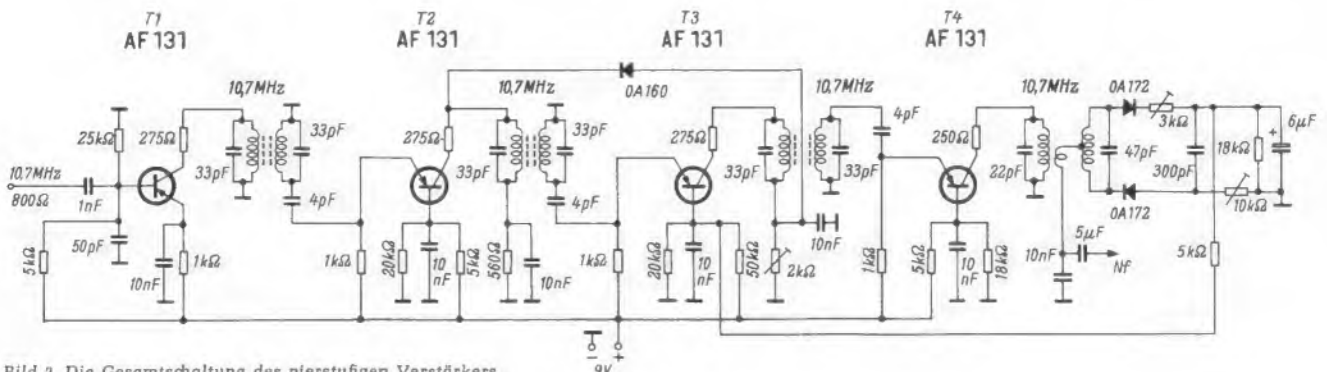 T1
AF 131
T2
AF 131
T3
AF 131
T4
AF 131
10,7MHz
10,7MHz
0A160
10,7MHz
10,7MHz
0A172
25kΩ
275Ω
33pF
33pF
275Ω
33pF
33pF
275Ω
33pF
33pF
4pF
250Ω
22pF
47pF
3kΩ
300pF
18kΩ
+
6μF
10,7MHz
800Ω
1nF
4pF
4pF
0A172
10kΩ
5kΩ
50pF
10nF
1kΩ
1kΩ
20kΩ
10
nF
5kΩ
560Ω
10nF
1kΩ
20kΩ
10
nF
50kΩ
2kΩ
10nF
1kΩ
5kΩ
10
nF
18kΩ
10nF
5μF
Nf
5kΩ
- +
9V
Bild 2. Die Gesamtschaltung des vierstufigen Verstärkers